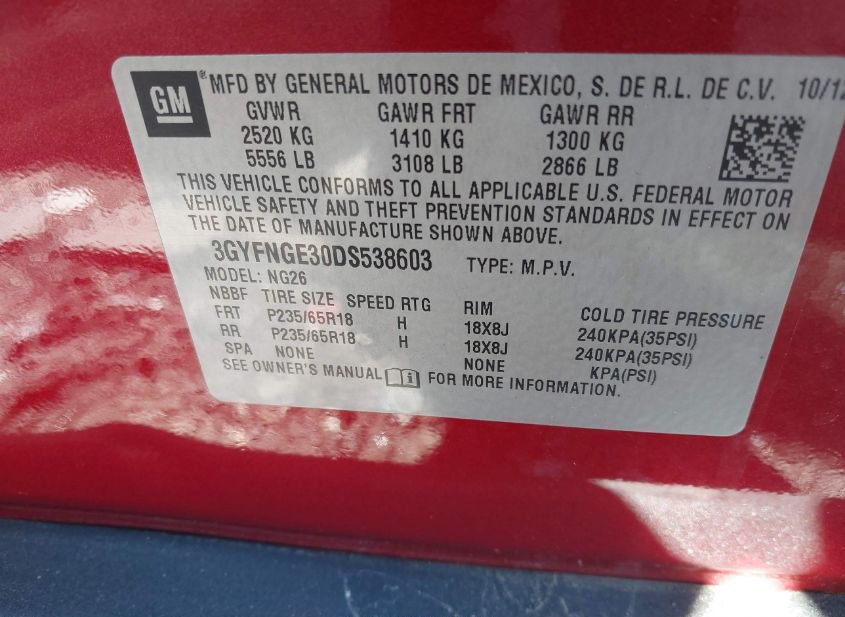 GM ® MFD BY GENERAL MOTORS DE MEXICO, S. DE R.L. DE C.V. 10/12
GVWR GAWR FRT GAWR RR
2520 KG 1410 KG 1300 KG
5556 LB 3108 LB 2866 LB
THIS VEHICLE CONFORMS TO ALL APPLICABLE U.S. FEDERAL MOTOR
VEHICLE SAFETY AND THEFT PREVENTION STANDARDS IN EFFECT ON
THE DATE OF MANUFACTURE SHOWN ABOVE.
3GYFNGE30DS538603 TYPE: M.P.V.
MODEL: NG26
NBBF TIRE SIZE SPEED RTG RIM COLD TIRE PRESSURE
FRT P235/65R18 H 18X8J 240KPA(35PSI)
RR P235/65R18 H 18X8J 240KPA(35PSI)
SPA NONE NONE KPA(PSI)
SEE OWNER'S MANUAL i FOR MORE INFORMATION.